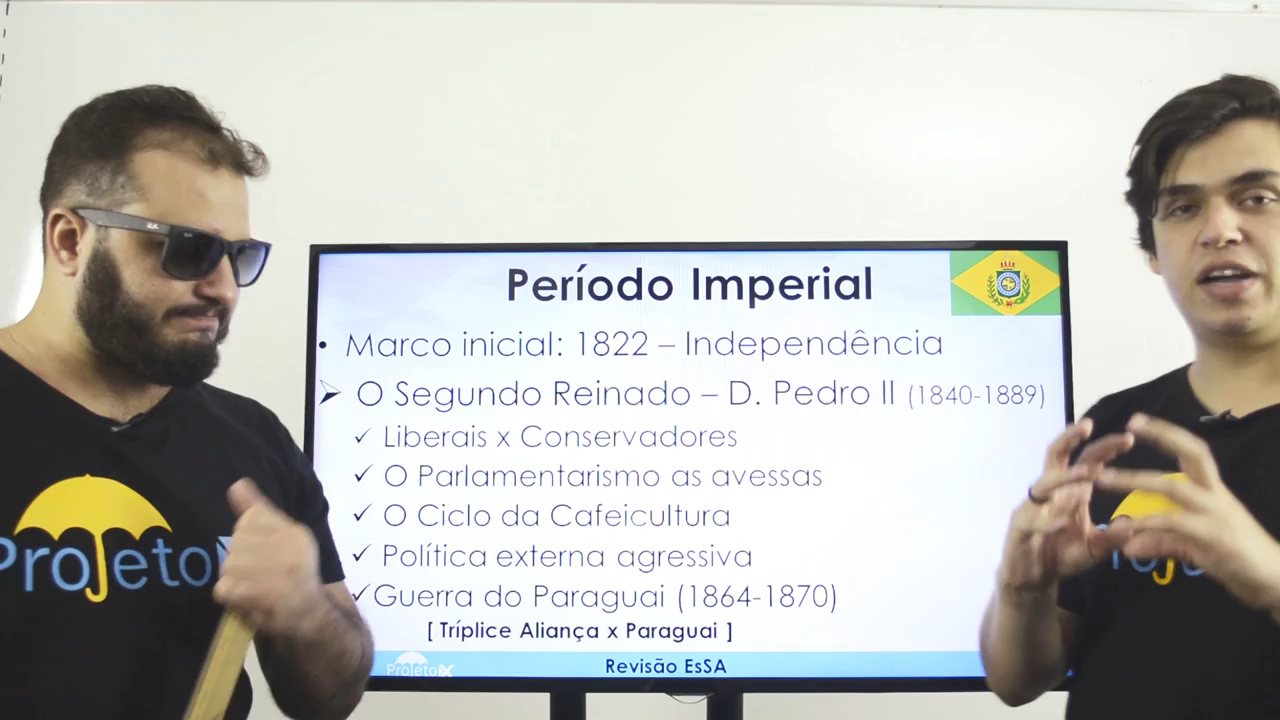 Período Imperial
• Marco inicial: 1822 – Independência
➢ O Segundo Reinado – D. Pedro II (1840-1889)
✓ Liberais x Conservadores
✓ O Parlamentarismo as avessas
✓ O Ciclo da Cafeicultura
✓ Política externa agressiva
✓ Guerra do Paraguai (1864-1870)
[ Tríplice Aliança x Paraguai ]
ProjetoX
Revisão EsSA
Projeto